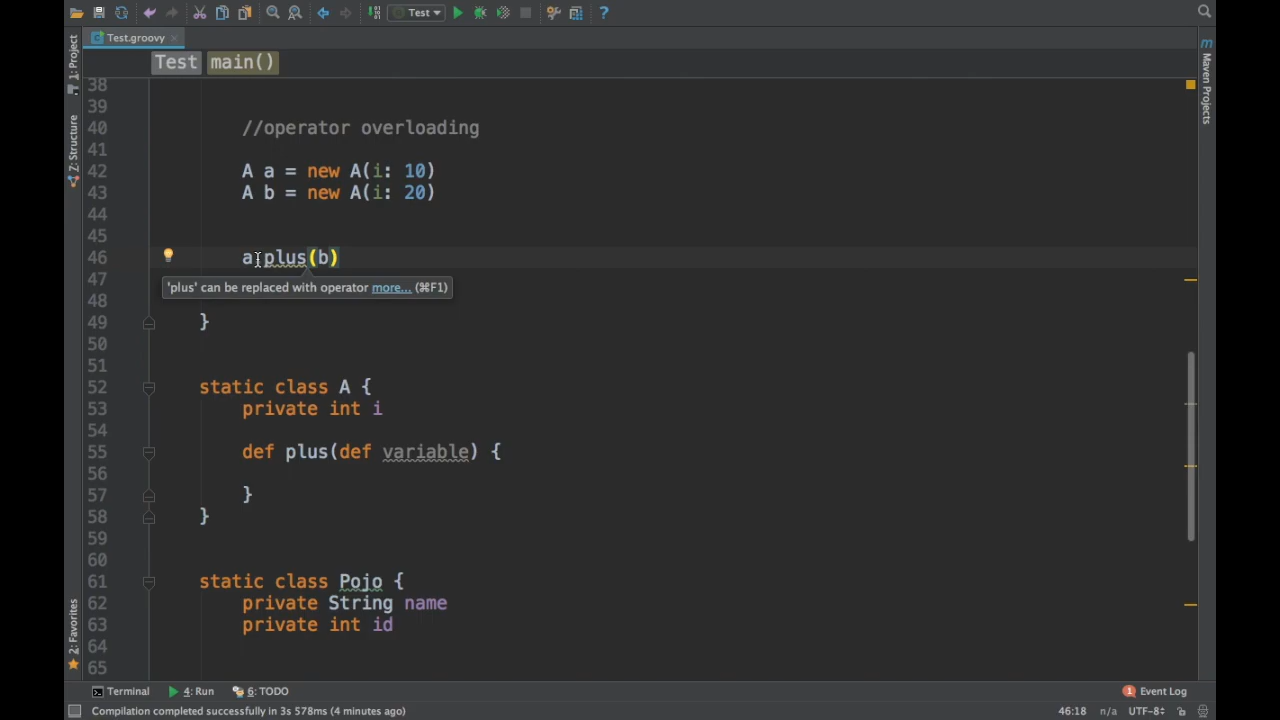 Test
Test.groovy
Test main()
1: Project
Z: Structure
2: Favorites
Maven Projects
38
39
40 //operator overloading
41
42 A a = new A(i: 10)
43 A b = new A(i: 20)
44
45
46 a.plus(b)
'plus' can be replaced with operator more... (⌘F1)
47
48
49 }
50
51
52 static class A {
53 private int i
54
55 def plus(def variable) {
56
57 }
58 }
59
60
61 static class Pojo {
62 private String name
63 private int id
64
65
Terminal 4: Run 6: TODO 1 Event Log
Compilation completed successfully in 3s 578ms (4 minutes ago) 46:18 n/a UTF-8